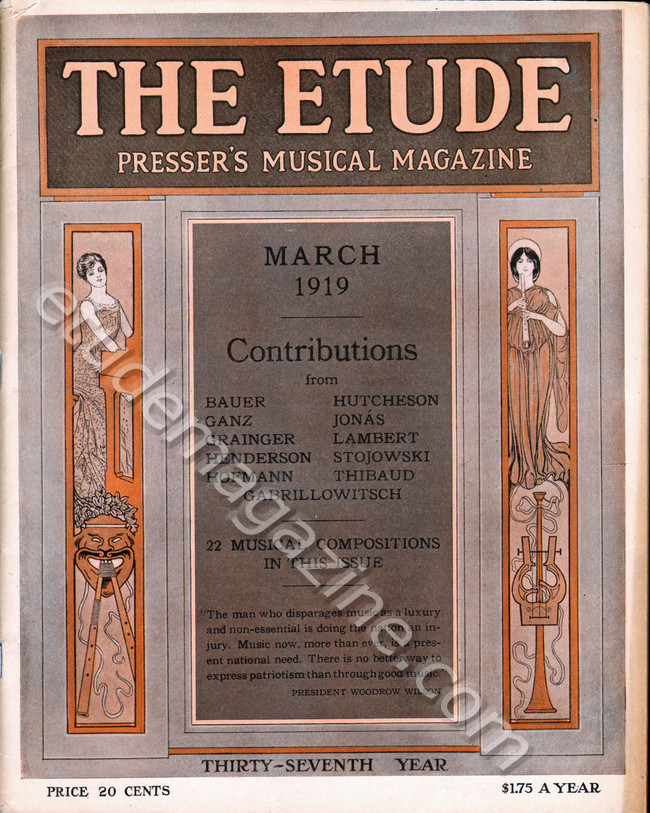 THE ETUDE
PRESSER'S MUSICAL MAGAZINE
MARCH
1919
Contributions
from
BAUER HUTCHESON
GANZ JONÁS
GRAINGER LAMBERT
HENDERSON STOJOWSKI
HOFMANN THIBAUD
GABRILLOWITSCH
22 MUSICAL COMPOSITIONS
IN THIS ISSUE
"The man who disparages music as a luxury
and non-essential is doing the nation an in-
jury. Music now, more than ever, is a pres-
ent national need. There is no better way to
express patriotism than through good music.
PRESIDENT WOODROW WILSON
THIRTY-SEVENTH YEAR
PRICE 20 CENTS $1.75 A YEAR
etudemagazine.com